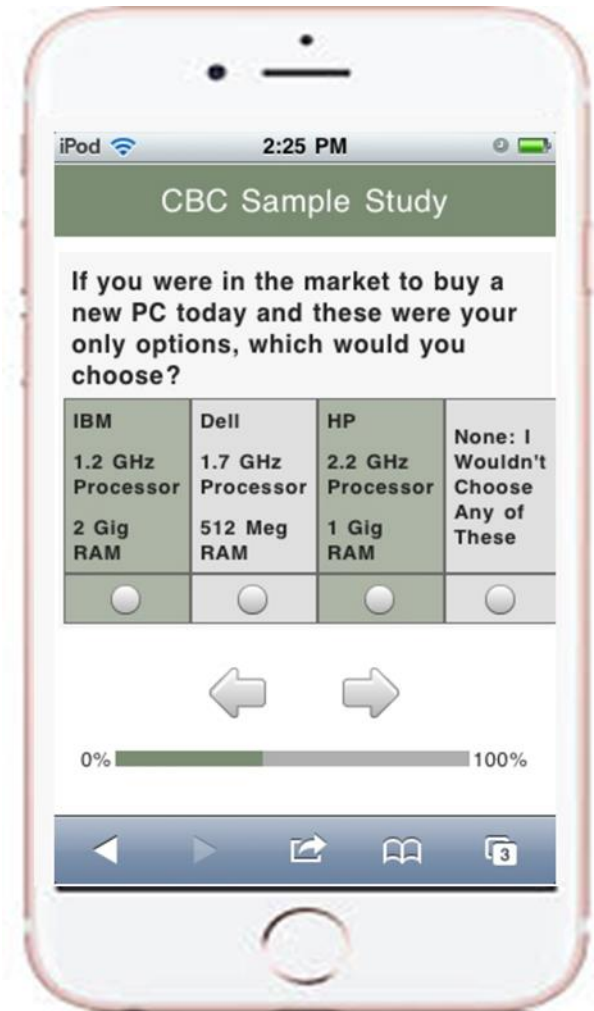 iPod 2:25 PM
CBC Sample Study
If you were in the market to buy a
new PC today and these were your
only options, which would you
choose?
IBM
1.2 GHz
Processor
2 Gig
RAM
Dell
1.7 GHz
Processor
512 Meg
RAM
HP
2.2 GHz
Processor
1 Gig
RAM
None: I
Wouldn't
Choose
Any of
These
0% 100%
3